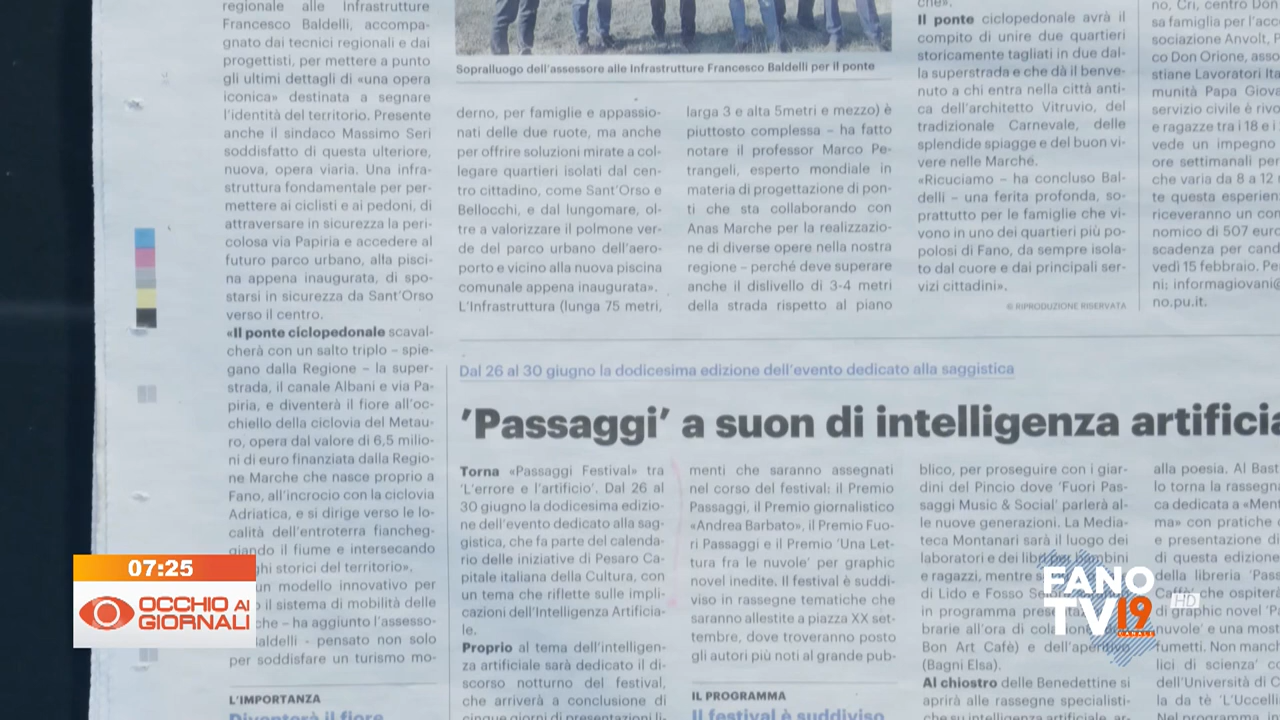 regionale alle Infrastrutture
Francesco Baldelli, accompa-
gnato dai tecnici regionali e dai
progettisti, per mettere a punto
gli ultimi dettagli di «una opera
iconica» destinata a segnare
l'identità del territorio. Presente
anche il sindaco Massimo Seri
soddisfatto di questa ulteriore,
nuova, opera viaria. Una infra-
struttura fondamentale per per-
mettere ai ciclisti e ai pedoni, di
attraversare in sicurezza la peri-
colosa via Papiria e accedere al
futuro parco urbano, alla pisci-
na appena inaugurata, di spo-
starsi in sicurezza da Sant'Orso
verso il centro.
«Il ponte ciclopedonale scaval-
cherà con un salto triplo – spie-
gano dalla Regione – la super-
strada, il canale Albani e via Pa-
piria, e diventerà il fiore all'oc-
chiello della ciclovia del Metau-
ro, opera dal valore di 6,5 milio-
ni di euro finanziata dalla Regio-
ne Marche che nasce proprio a
Fano, all'incrocio con la ciclovia
Adriatica, e si dirige verso le lo-
calità dell'entroterra fiancheg-
giando il fiume e intersecando
ghi storici del territorio».
un modello innovativo per
il sistema di mobilità delle
che – ha aggiunto l'assesso-
aldelli - pensato non solo
per soddisfare un turismo mo-
L'IMPORTANZA
Diventerà il fiore
Sopralluogo dell'assessore alle Infrastrutture Francesco Baldelli per il ponte
derno, per famiglie e appassio-
nati delle due ruote, ma anche
per offrire soluzioni mirate a col-
legare quartieri isolati dal cen-
tro cittadino, come Sant'Orso e
Bellocchi, e dal lungomare, ol-
tre a valorizzare il polmone ver-
de del parco urbano dell'aero-
porto e vicino alla nuova piscina
comunale appena inaugurata».
L'Infrastruttura (lunga 75 metri,
larga 3 e alta 5metri e mezzo) è
piuttosto complessa – ha fatto
notare il professor Marco Pe-
trangeli, esperto mondiale in
materia di progettazione di pon-
ti che sta collaborando con
Anas Marche per la realizzazio-
ne di diverse opere nella nostra
regione – perché deve superare
anche il dislivello di 3-4 metri
della strada rispetto al piano
che».
Il ponte ciclopedonale avrà il
compito di unire due quartieri
storicamente tagliati in due dal-
la superstrada e che dà il benve-
nuto a chi entra nella città anti-
ca dell'architetto Vitruvio, del
tradizionale Carnevale, delle
splendide spiagge e del buon vi-
vere nelle Marche.
«Ricuciamo – ha concluso Bal-
delli – una ferita profonda, so-
prattutto per le famiglie che vi-
vono in uno dei quartieri più po-
polosi di Fano, da sempre isola-
to dal cuore e dai principali ser-
vizi cittadini».
© RIPRODUZIONE RISERVATA
no, Cri, centro Don
sa famiglia per l'acco
sociazione Anvolt, P
co Don Orione, asso
stiane Lavoratori Ita
munità Papa Giova
servizio civile è rivo
e ragazze tra i 18 e i
vede un impegno
ore settimanali per
che varia da 8 a 12 m
te questa esperien
riceveranno un con
nomico di 507 euro
scadenza per cand
vedì 15 febbraio. Pe
ni: informagiovani@
no.pu.it.
Dal 26 al 30 giugno la dodicesima edizione dell'evento dedicato alla saggistica
'Passaggi' a suon di intelligenza artificia
Torna «Passaggi Festival» tra
'L'errore e l'artificio'. Dal 26 al
30 giugno la dodicesima edizio-
ne dell'evento dedicato alla sag-
gistica, che fa parte del calenda-
rio delle iniziative di Pesaro Ca-
pitale italiana della Cultura, con
un tema che riflette sulle impli-
cazioni dell'Intelligenza Artificia-
le.
Proprio al tema dell'intelligen-
za artificiale sarà dedicato il di-
scorso notturno del festival,
che arriverà a conclusione di
cinque giorni di presentazioni li-
menti che saranno assegnati
nel corso del festival: il Premio
Passaggi, il Premio giornalistico
«Andrea Barbato», il Premio Fuo-
ri Passaggi e il Premio 'Una Let-
tura fra le nuvole' per graphic
novel inedite. Il festival è suddi-
viso in rassegne tematiche che
saranno allestite a piazza XX set-
tembre, dove troveranno posto
gli autori più noti al grande pub-
IL PROGRAMMA
Il festival è suddiviso
blico, per proseguire con i giar-
dini del Pincio dove 'Fuori Pas-
saggi Music & Social' parlerà al-
le nuove generazioni. La Media-
teca Montanari sarà il luogo dei
laboratori e dei libri bambini
e ragazzi, mentre
di Lido e Fosso
in programma
brarie all'ora di
Bon Art Cafè) e dell'aperitivo
(Bagni Elsa).
Al chiostro delle Benedettine si
aprirà alle rassegne specialisti-
alla poesia. Al Bast
lo torna la rassegna
ca dedicata a «Men
ma» con pratiche
e presentazione di
di questa edizione
della libreria 'Pas
che ospiter
graphic novel 'P
nuvole' e una most
fumetti. Non manch
lici di scienza' co
dell'Università di C
la da tè 'L'Uccell
07:25
OCCHIO AI
GIORNALI
FANO
TV19
CANALE
HD